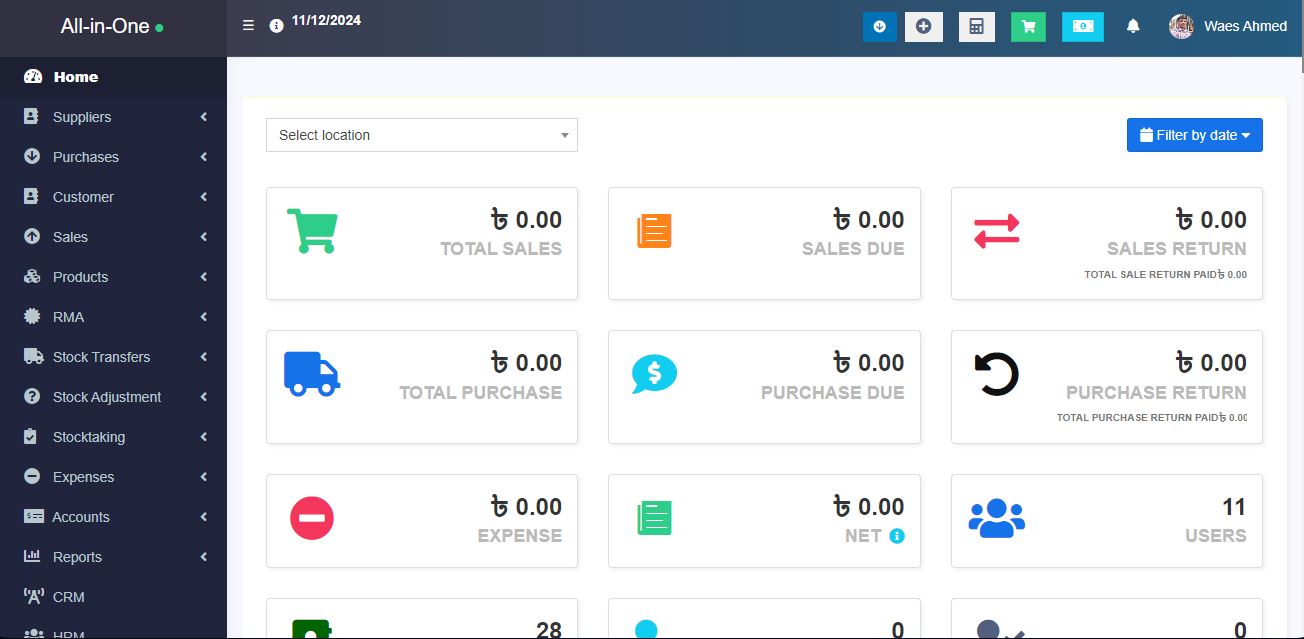 All-in-One
11/12/2024
Waes Ahmed
Home
Suppliers
Purchases
Customer
Sales
Products
RMA
Stock Transfers
Stock Adjustment
Stocktaking
Expenses
Accounts
Reports
CRM
HRM
Select location
Filter by date
৳ 0.00
TOTAL SALES
৳ 0.00
SALES DUE
৳ 0.00
SALES RETURN
TOTAL SALE RETURN PAID৳ 0.00
৳ 0.00
TOTAL PURCHASE
৳ 0.00
PURCHASE DUE
৳ 0.00
PURCHASE RETURN
TOTAL PURCHASE RETURN PAID৳ 0.00
৳ 0.00
EXPENSE
৳ 0.00
NET
11
USERS
28
0
0